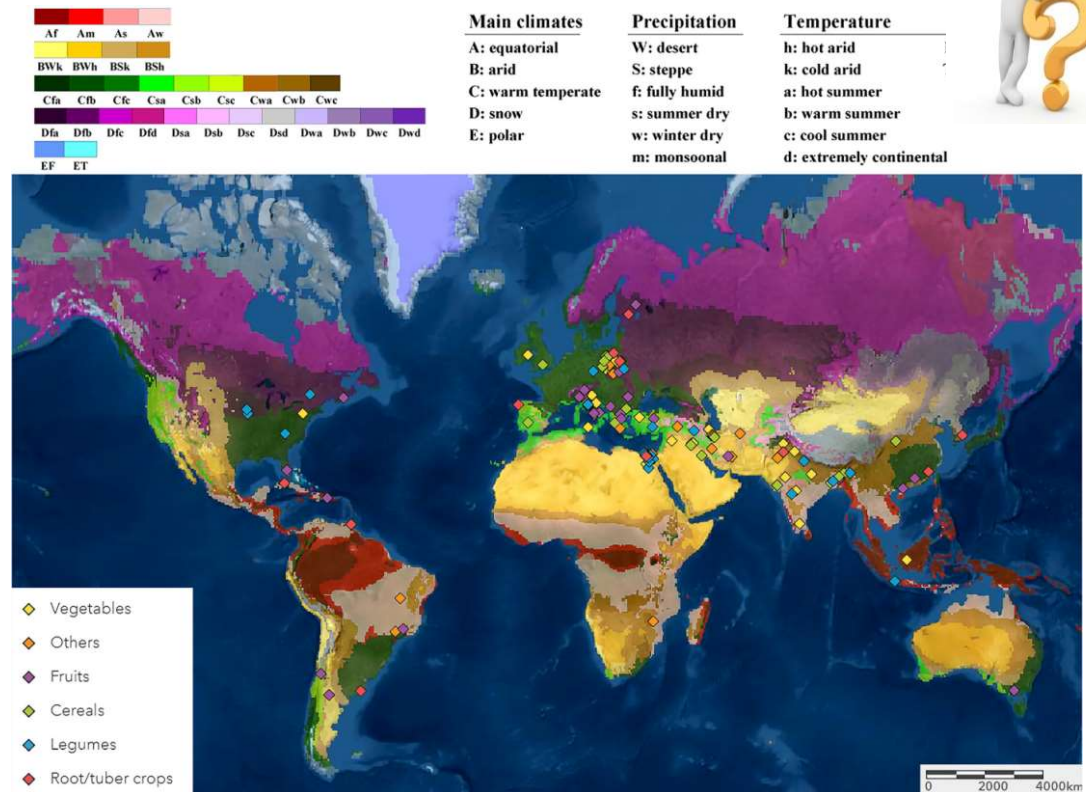 Af Am As Aw
BWk BWh BSk BSh
Cfa Cfb Cfc Csa Csb Csc Cwa Cwb Cwc
Dfa Dfb Dfc Dfd Dsa Dsb Dsc Dsd Dwa Dwb Dwc Dwd
EF ET
Main climates
A: equatorial
B: arid
C: warm temperate
D: snow
E: polar
Precipitation
W: desert
S: steppe
f: fully humid
s: summer dry
w: winter dry
m: monsoonal
Temperature
h: hot arid
k: cold arid
a: hot summer
b: warm summer
c: cool summer
d: extremely continental
Vegetables
Others
Fruits
Cereals
Legumes
Root/tuber crops
0 2000 4000km